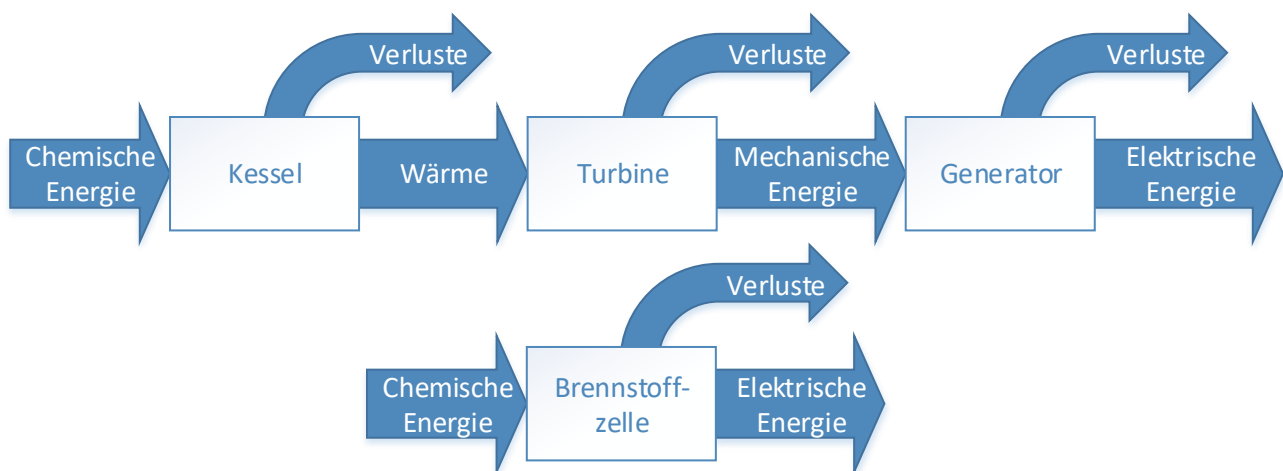 Verluste
Verluste
Verluste
Chemische
Energie
Kessel
Wärme
Turbine
Mechanische
Energie
Generator
Elektrische
Energie
Verluste
Chemische
Energie
Brennstoff-
zelle
Elektrische
Energie